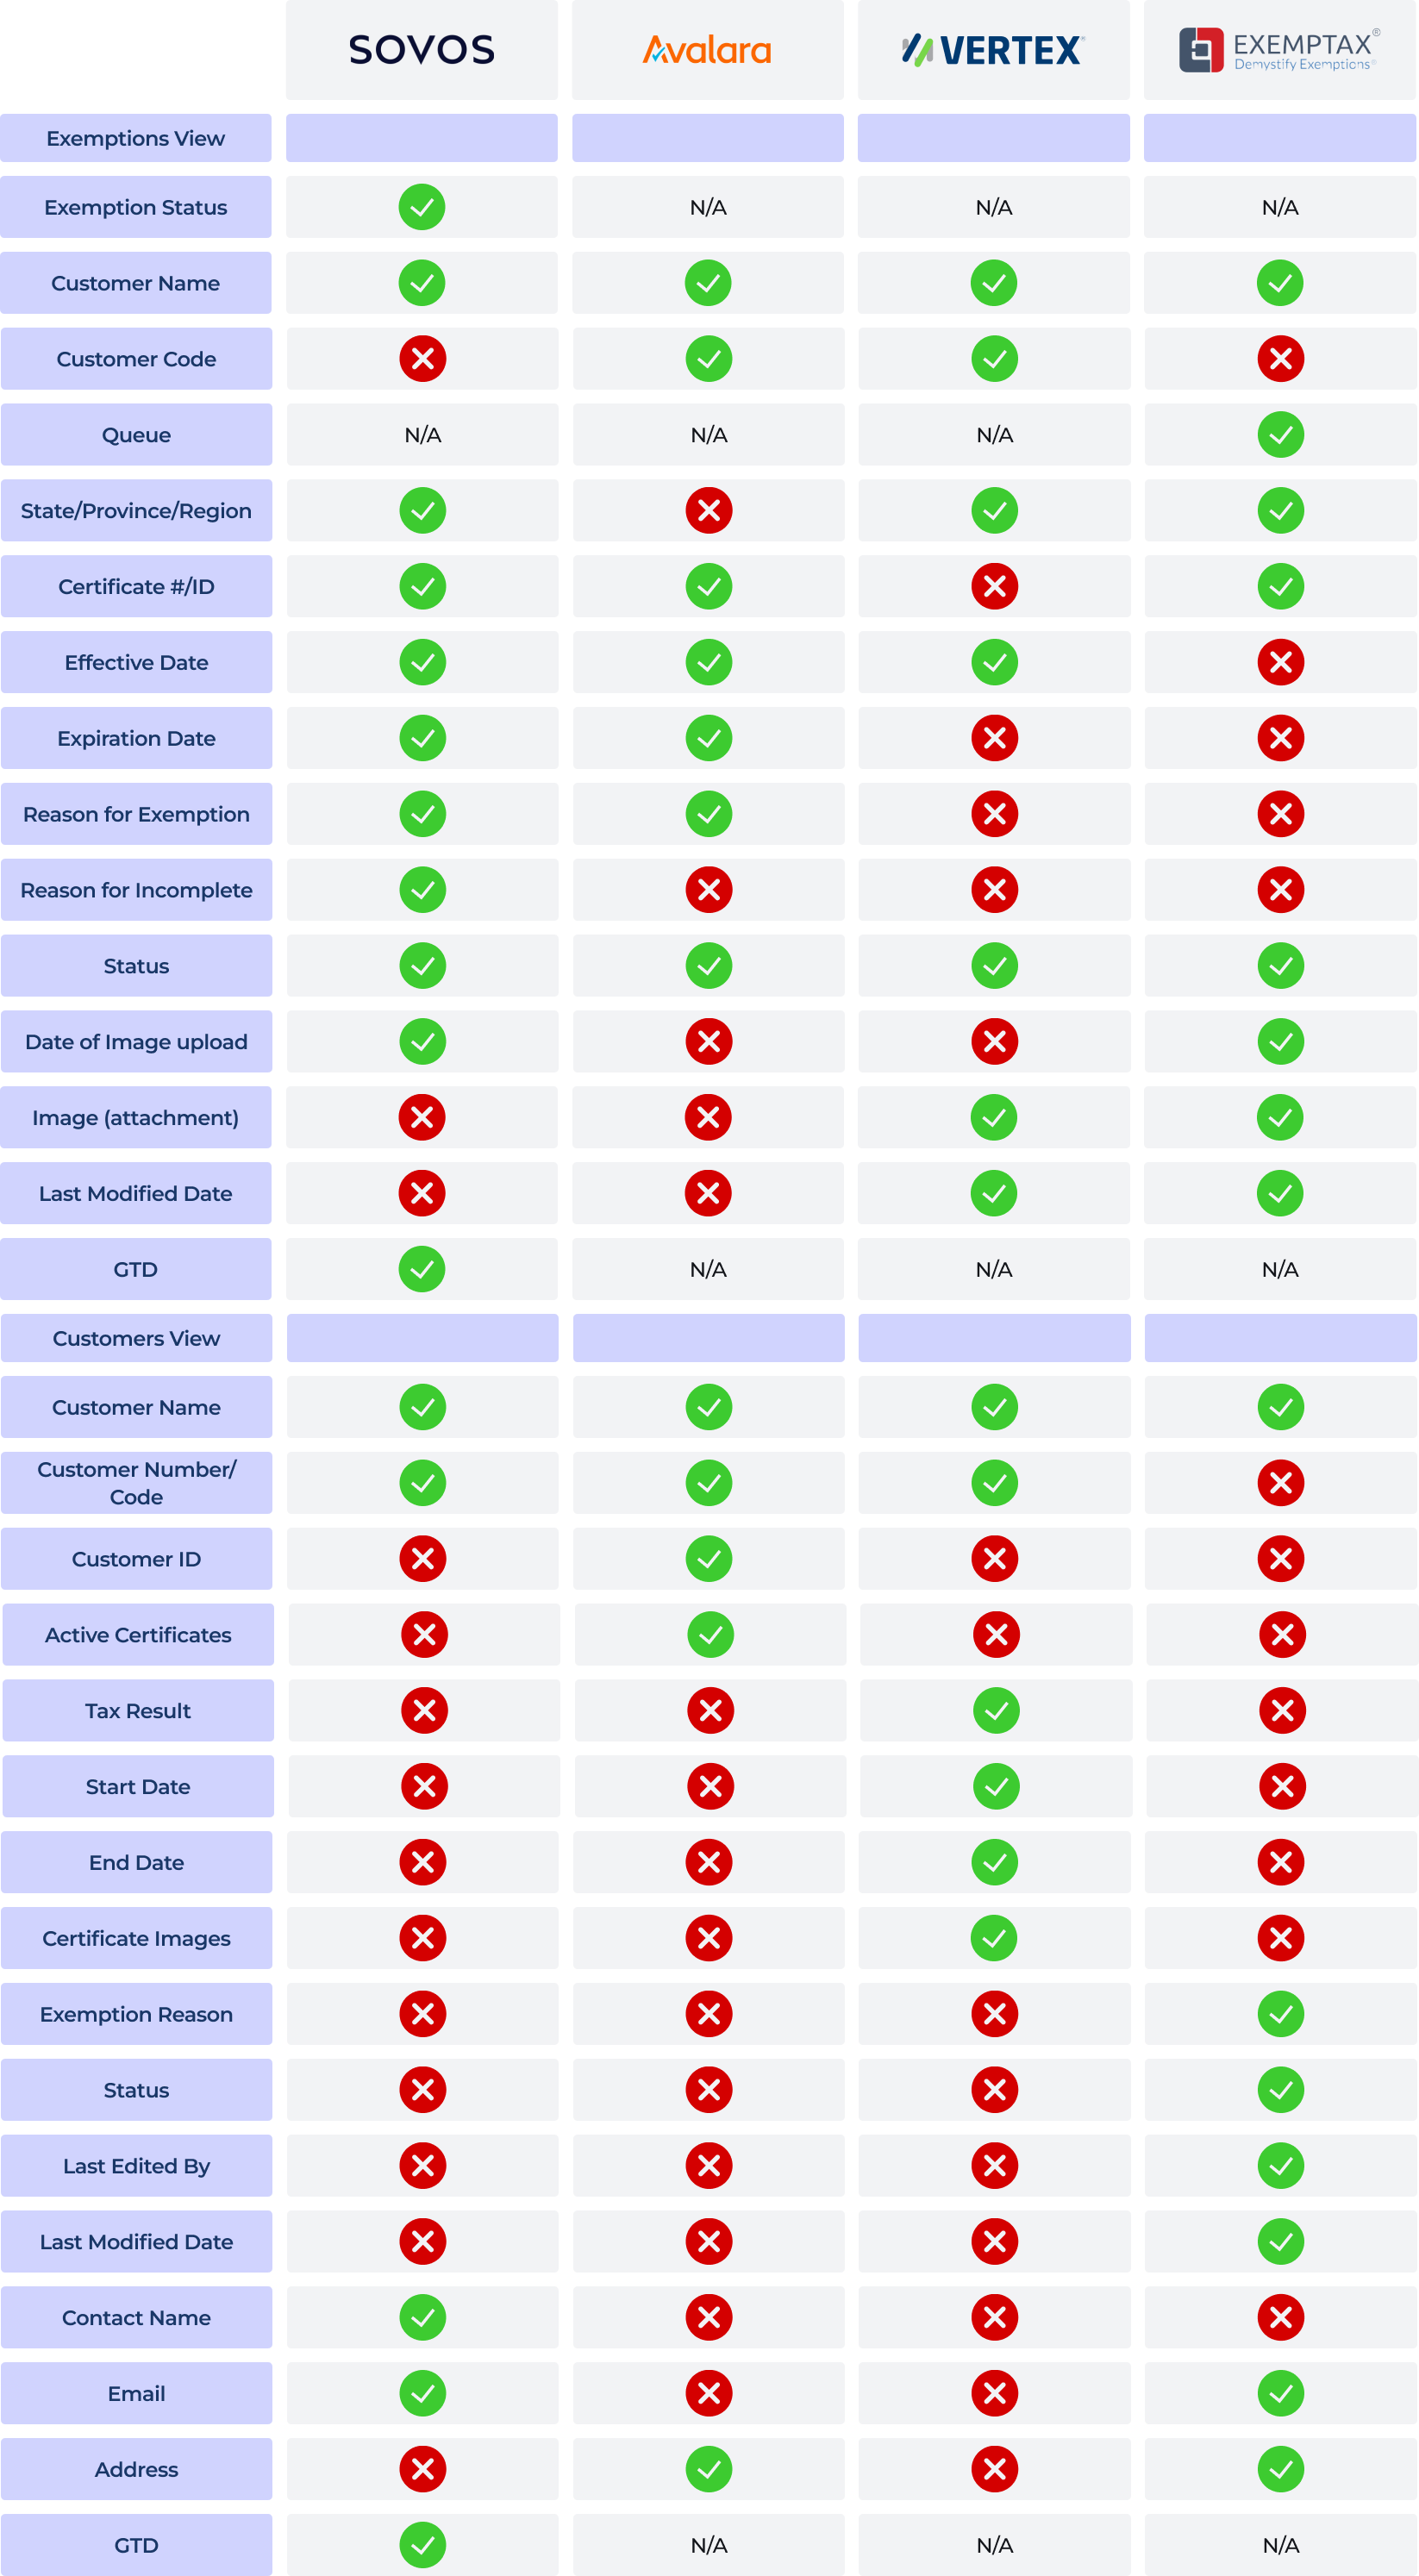 SOVOS
Avalara
VERTEX®
EXEMPTAX®
Demystify Exemptions®
Exemptions View
Exemption Status
N/A
N/A
N/A
Customer Name
Customer Code
Queue
N/A
N/A
N/A
State/Province/Region
Certificate #/ID
Effective Date
Expiration Date
Reason for Exemption
Reason for Incomplete
Status
Date of Image upload
Image (attachment)
Last Modified Date
GTD
N/A
N/A
N/A
Customers View
Customer Name
Customer Number/
Code
Customer ID
Active Certificates
Tax Result
Start Date
End Date
Certificate Images
Exemption Reason
Status
Last Edited By
Last Modified Date
Contact Name
Email
Address
GTD
N/A
N/A
N/A